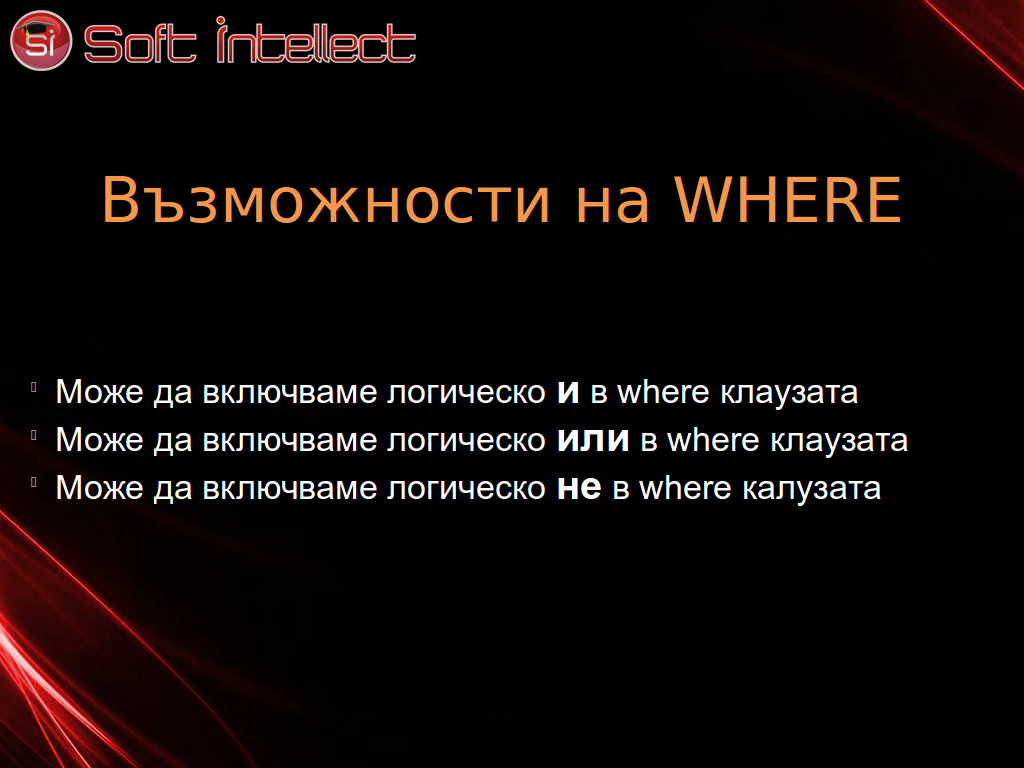 Si Soft Intellect
Възможности на WHERE
Може да включваме логическо и в where клаузата
Може да включваме логическо или в where клаузата
Може да включваме логическо не в where калузата